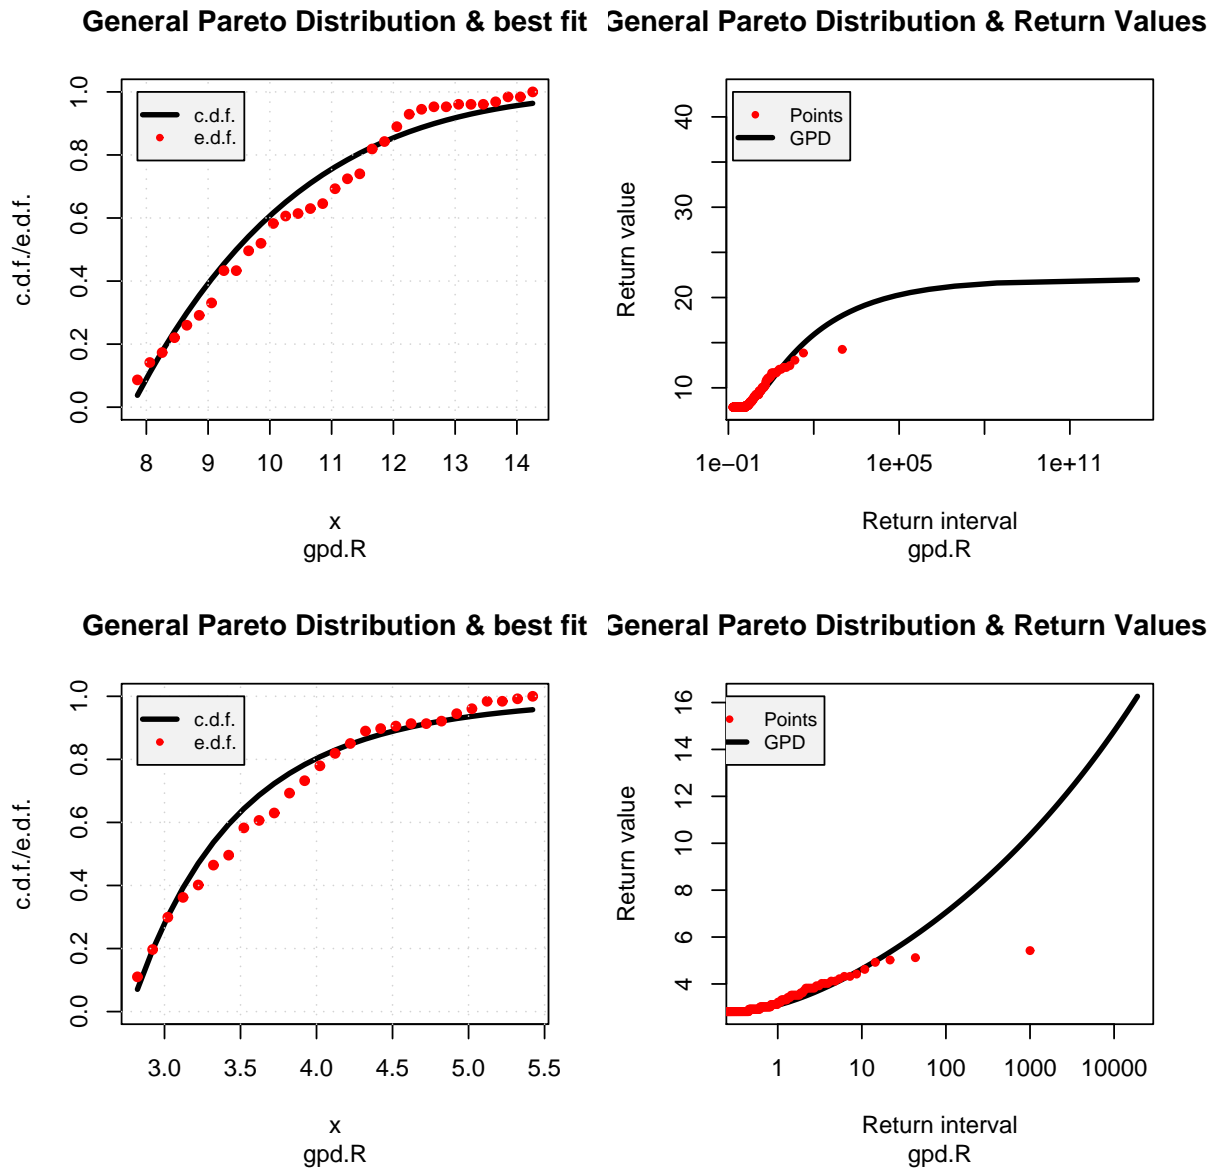 General Pareto Distribution & best fit
c.d.f.
e.d.f.
c.d.f./e.d.f.
0.0 0.2 0.4 0.6 0.8 1.0
8 9 10 11 12 13 14
x
gpd.R
General Pareto Distribution & Return Values
Points
GPD
Return value
10 20 30 40
1e−01 1e+05 1e+11
Return interval
gpd.R
General Pareto Distribution & best fit
c.d.f.
e.d.f.
c.d.f./e.d.f.
0.0 0.2 0.4 0.6 0.8 1.0
3.0 3.5 4.0 4.5 5.0 5.5
x
gpd.R
General Pareto Distribution & Return Values
Points
GPD
Return value
4 6 8 10 12 14 16
1 10 100 1000 10000
Return interval
gpd.R